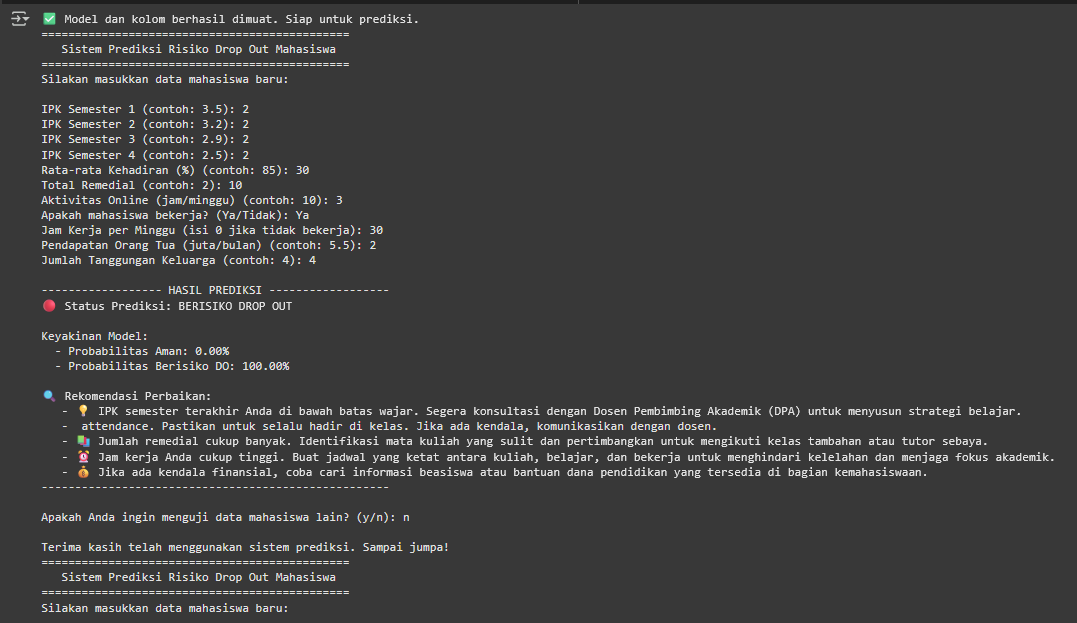 ✅ Model dan kolom berhasil dimuat. Siap untuk prediksi.
==============================================
Sistem Prediksi Risiko Drop Out Mahasiswa
==============================================
Silakan masukkan data mahasiswa baru:
IPK Semester 1 (contoh: 3.5): 2
IPK Semester 2 (contoh: 3.2): 2
IPK Semester 3 (contoh: 2.9): 2
IPK Semester 4 (contoh: 2.5): 2
Rata-rata Kehadiran (%) (contoh: 85): 30
Total Remedial (contoh: 2): 10
Aktivitas Online (jam/minggu) (contoh: 10): 3
Apakah mahasiswa bekerja? (Ya/Tidak): Ya
Jam Kerja per Minggu (isi 0 jika tidak bekerja): 30
Pendapatan Orang Tua (juta/bulan) (contoh: 5.5): 2
Jumlah Tanggungan Keluarga (contoh: 4): 4
------------------ HASIL PREDIKSI ------------------
🔴 Status Prediksi: BERISIKO DROP OUT
Keyakinan Model:
- Probabilitas Aman: 0.00%
- Probabilitas Berisiko DO: 100.00%
🔍 Rekomendasi Perbaikan:
- 💡 IPK semester terakhir Anda di bawah batas wajar. Segera konsultasi dengan Dosen Pembimbing Akademik (DPA) untuk menyusun strategi belajar.
- attendance. Pastikan untuk selalu hadir di kelas. Jika ada kendala, komunikasikan dengan dosen.
- 📚 Jumlah remedial cukup banyak. Identifikasi mata kuliah yang sulit dan pertimbangkan untuk mengikuti kelas tambahan atau tutor sebaya.
- ⏰ Jam kerja Anda cukup tinggi. Buat jadwal yang ketat antara kuliah, belajar, dan bekerja untuk menghindari kelelahan dan menjaga fokus akademik.
- 💰 Jika ada kendala finansial, coba cari informasi beasiswa atau bantuan dana pendidikan yang tersedia di bagian kemahasiswaan.
----------------------------------------------------
Apakah Anda ingin menguji data mahasiswa lain? (y/n): n
Terima kasih telah menggunakan sistem prediksi. Sampai jumpa!
==============================================
Sistem Prediksi Risiko Drop Out Mahasiswa
==============================================
Silakan masukkan data mahasiswa baru: